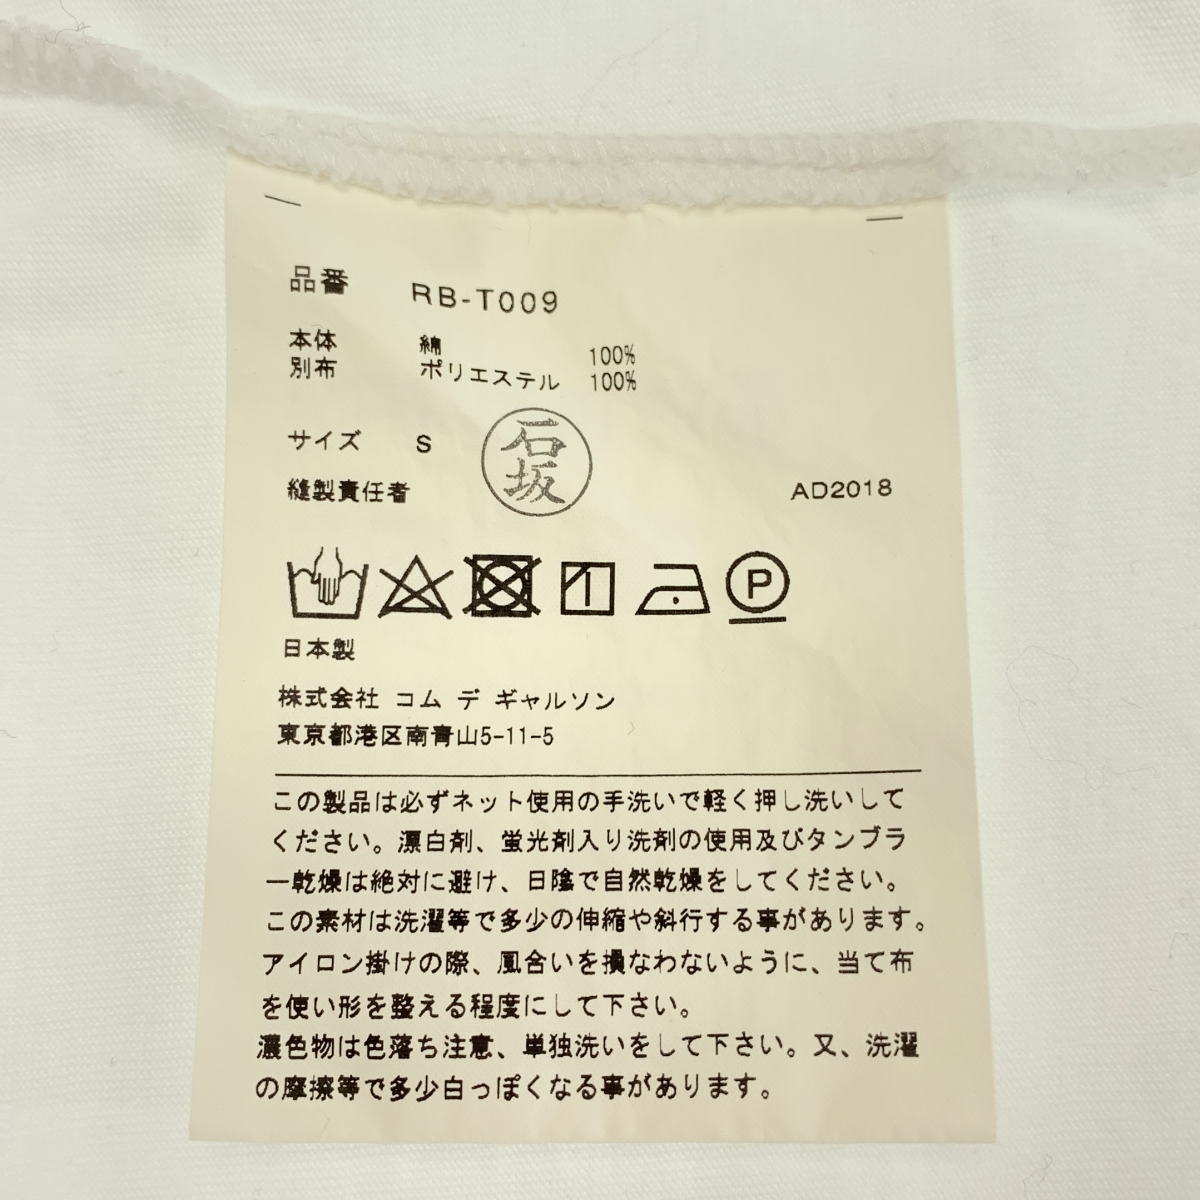 品番 RB-T009
本体 綿 100%
別布 ポリエステル 100%
サイズ S
石坂
縫製責任者 AD2018
P
日本製
株式会社 コム デ ギャルソン
東京都港区南青山5-11-5
この製品は必ずネット使用の手洗いで軽く押し洗いして
ください。漂白剤、蛍光剤入り洗剤の使用及びタンブラ
ー乾燥は絶対に避け、日陰で自然乾燥をしてください。
この素材は洗濯等で多少の伸縮や斜行する事があります。
アイロン掛けの際、風合いを損なわないように、当て布
を使い形を整える程度にして下さい。
濃色物は色落ち注意、単独洗いをして下さい。又、洗濯
の摩擦等で多少白っぽくなる事があります。